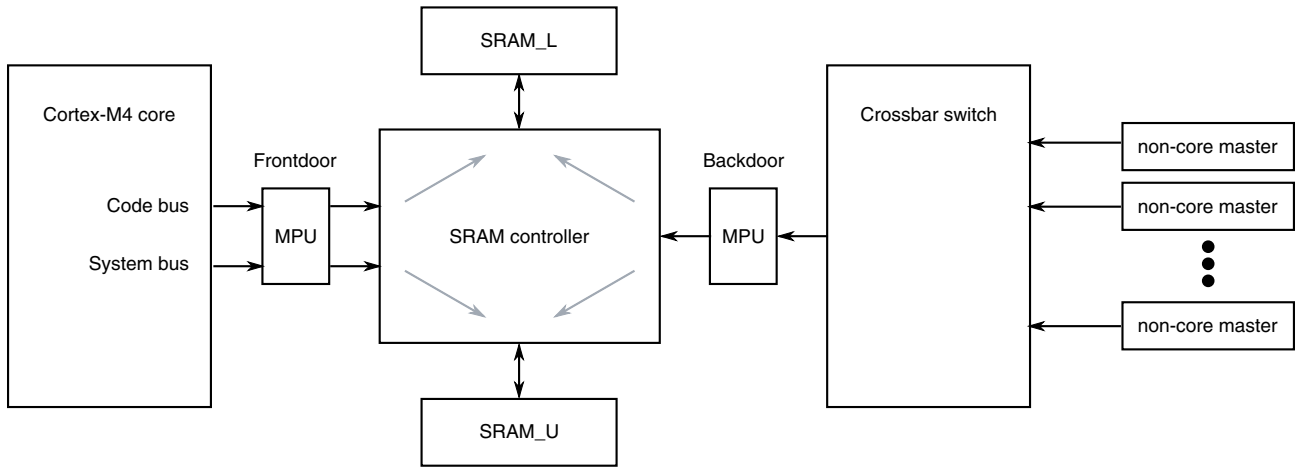 SRAM_L
Cortex-M4 core
Crossbar switch
Frontdoor
Backdoor
non-core master
Code bus
MPU
SRAM controller
MPU
non-core master
System bus
non-core master
SRAM_U